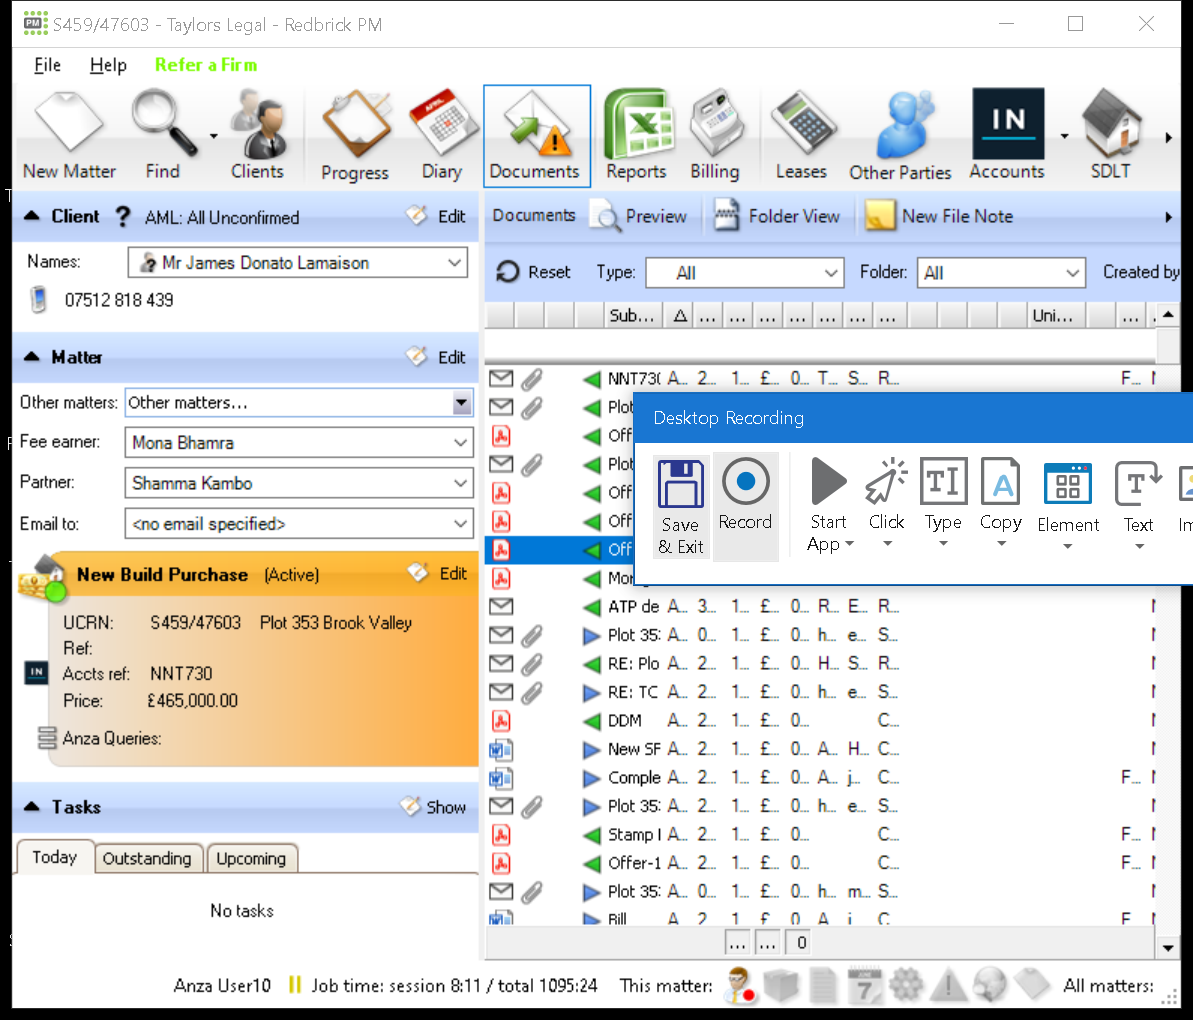 S459/47603 - Taylors Legal - Redbrick PM
File Help Refer a Firm
New Matter Find Clients Progress Diary Documents Reports Billing Leases Other Parties Accounts SDLT
IN
Client ? AML: All Unconfirmed Edit
Names: Mr James Donato Lamaison
07512 818 439
Matter Edit
Other matters: Other matters...
Fee earner: Mona Bhamra
Partner: Shamma Kambo
Email to: <no email specified>
New Build Purchase (Active) Edit
UCRN: S459/47603 Plot 353 Brook Valley
Ref:
IN Accts ref: NNT730
Price: £465,000.00
Anza Queries:
Tasks Show
Today Outstanding Upcoming
No tasks
Documents Preview Folder View New File Note
Reset Type: All Folder: All Created by
Sub... ... ... ... ... ... ... ... Uni... ...
NNT730 A... 2... 1... £... 0... T... S... R... F...
Plot
Off
Plot
Off
Off
Off
Mor
ATP de A... 3... 1... £... 0... R... E... R...
Plot 35: A... 0... 1... £... 0... h... e... S...
RE: Plo A... 2... 1... £... 0... H... S... R...
RE: TC A... 2... 1... £... 0... h... e... S...
DDM A... 2... 1... £... 0... C...
New SF A... 2... 1... £... 0... A... H... C...
Comple A... 2... 1... £... 0... A... j... C... F...
Plot 35: A... 2... 1... £... 0... h... e... S...
Stamp I A... 2... 1... £... 0... C... F...
Offer-1 A... 2... 1... £... 0... C... F...
Plot 35: A... 0... 1... £... 0... h... m... S...
Bill A 2 1 £ 0 A j C F
... ... 0
Desktop Recording
Save & Exit Record Start App Click Type Copy Element Text
Anza User10 Job time: session 8:11 / total 1095:24 This matter: All matters: